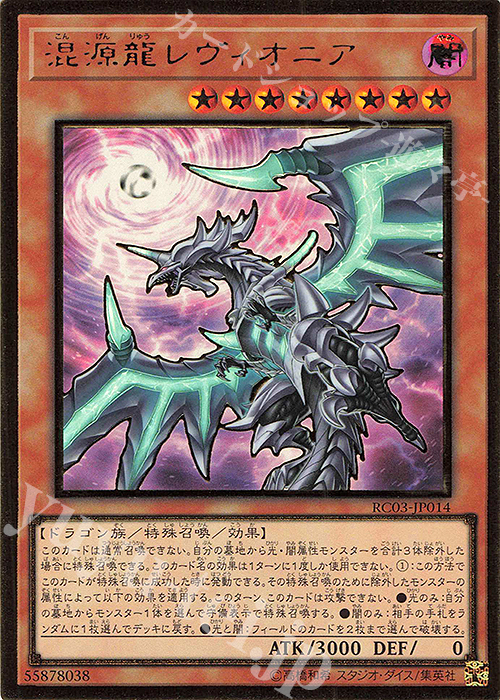 こん げん りゅう
混源龍レヴィオニア
闇
RC03-JP014
【ドラゴン族／特殊召喚／効果】
このカードは通常召喚できない。自分の墓地から光・闇属性モンスターを合計３体除外した
場合に特殊召喚できる。このカード名の効果は１ターンに１度しか使用できない。①：この方法で
このカードが特殊召喚に成功した時に発動できる。その特殊召喚のために除外したモンスターの
属性によって以下の効果を適用する。このターン、このカードは攻撃できない。●光のみ：自分
の墓地からモンスター１体を選んで守備表示で特殊召喚する。●闇のみ：相手の手札をラ
ンダムに１枚選んでデッキに戻す。●光と闇：フィールドのカードを２枚まで選んで破壊する。
ATK/3000 DEF/ 0
55878038
©高橋和希 スタジオ・ダイス/集英社